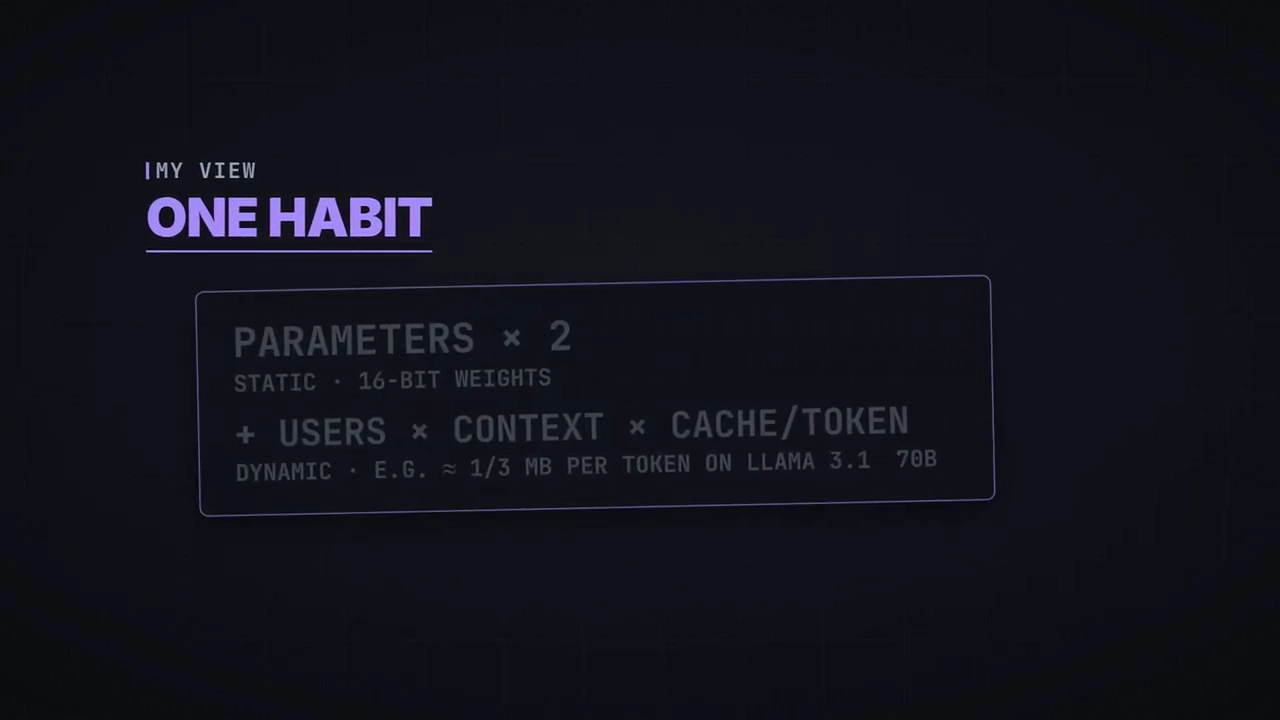 MY VIEW
ONE HABIT
PARAMETERS × 2
STATIC · 16-BIT WEIGHTS
+ USERS × CONTEXT × CACHE/TOKEN
DYNAMIC · E.G. ≈ 1/3 MB PER TOKEN ON LLAMA 3.1 70B